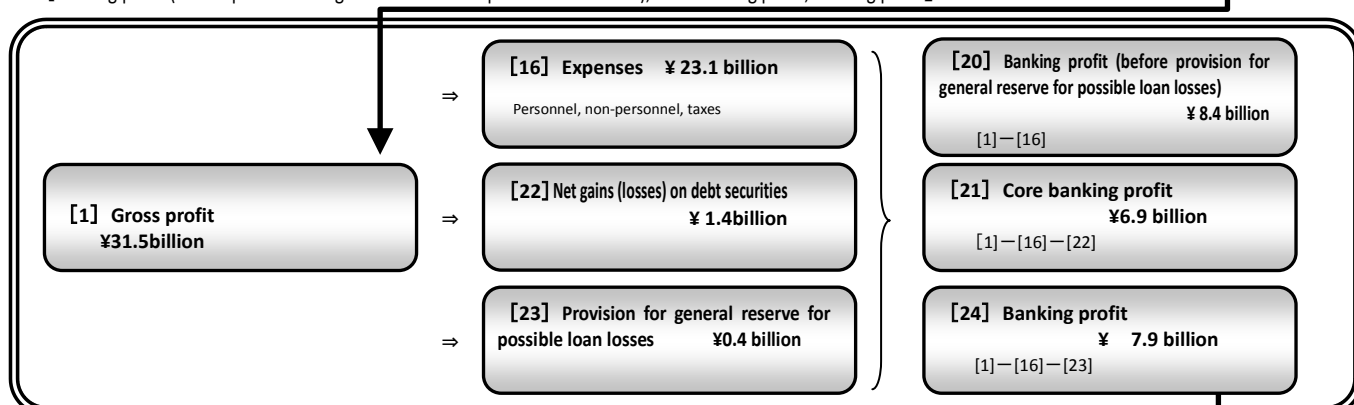 [16] Expenses ¥ 23.1 billion
Personnel, non-personnel, taxes
⇒
[20] Banking profit (before provision for
general reserve for possible loan losses)
¥ 8.4 billion
[1]－[16]
[1] Gross profit
¥31.5billion
⇒
[22] Net gains (losses) on debt securities
¥ 1.4billion
[21] Core banking profit
¥6.9 billion
[1]－[16]－[22]
⇒
[23] Provision for general reserve for
possible loan losses ¥0.4 billion
[24] Banking profit
¥ 7.9 billion
[1]－[16]－[23]